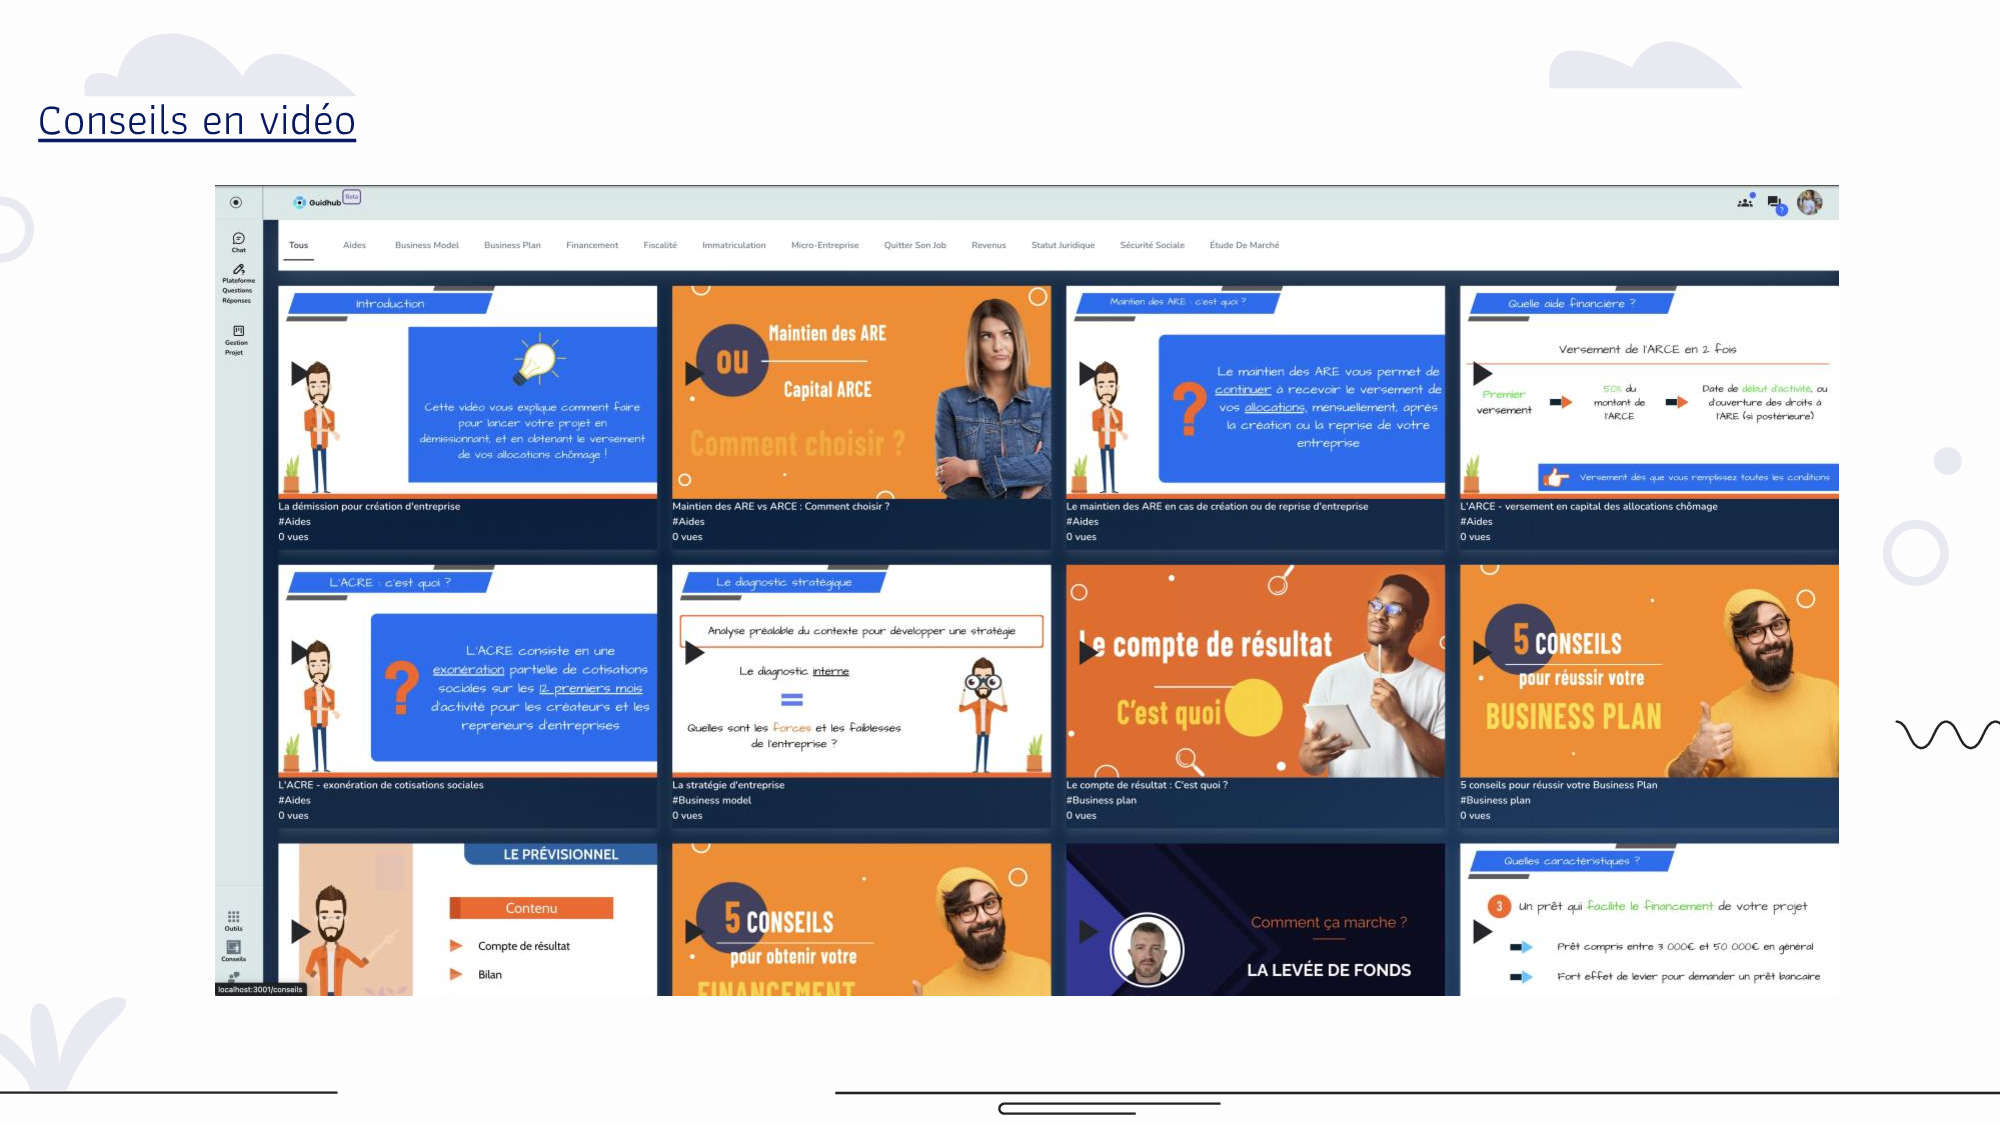 Conseils en vidéo
Guidhub
Beta
7
Chat
Plateforme
Questions
Réponses
Gestion
Projet
Outils
Conseils
localhost:3001/conseils
Tous
Aides
Business Model
Business Plan
Financement
Fiscalité
Immatriculation
Micro-Entreprise
Quitter Son Job
Revenus
Statut Juridique
Sécurité Sociale
Étude De Marché
Introduction
Cette vidéo vous explique comment faire
pour lancer votre projet en
démissionnant, et en obtenant le versement
de vos allocations chômage !
La démission pour création d'entreprise
#Aides
0 vues
Maintien des ARE
OU
Capital ARCE
Comment choisir ?
Maintien des ARE vs ARCE : Comment choisir ?
#Aides
0 vues
Maintien des ARE : c'est quoi ?
?
Le maintien des ARE vous permet de
continuer à recevoir le versement de
vos allocations, mensuellement, après
la création ou la reprise de votre
entreprise
Le maintien des ARE en cas de création ou de reprise d'entreprise
#Aides
0 vues
Quelle aide financière ?
Versement de l'ARCE en 2 fois
Premier
versement
50% du
montant de
l'ARCE
Date de début d'activité, ou
d'ouverture des droits à
l'ARE (si postérieure)
Versement dès que vous remplissez toutes les conditions
L'ARCE - versement en capital des allocations chômage
#Aides
0 vues
L'ACRE : c'est quoi ?
?
L'ACRE consiste en une
exonération partielle de cotisations
sociales sur les 12 premiers mois
d'activité pour les créateurs et les
repreneurs d'entreprises
L'ACRE - exonération de cotisations sociales
#Aides
0 vues
Le diagnostic stratégique
Analyse préalable du contexte pour développer une stratégie
Le diagnostic interne
=
Quelles sont les forces et les faiblesses
de l'entreprise ?
La stratégie d'entreprise
#Business model
0 vues
Le compte de résultat
C'est quoi
Le compte de résultat : C'est quoi ?
#Business plan
0 vues
5 CONSEILS
pour réussir votre
BUSINESS PLAN
5 conseils pour réussir votre Business Plan
#Business plan
0 vues
LE PRÉVISIONNEL
Contenu
Compte de résultat
Bilan
5 CONSEILS
pour obtenir votre
FINANCEMENT
Comment ça marche ?
LA LEVÉE DE FONDS
Quelles caractéristiques ?
3 Un prêt qui facilite le financement de votre projet
Prêt compris entre 3 000€ et 50 000€ en général
Fort effet de levier pour demander un prêt bancaire